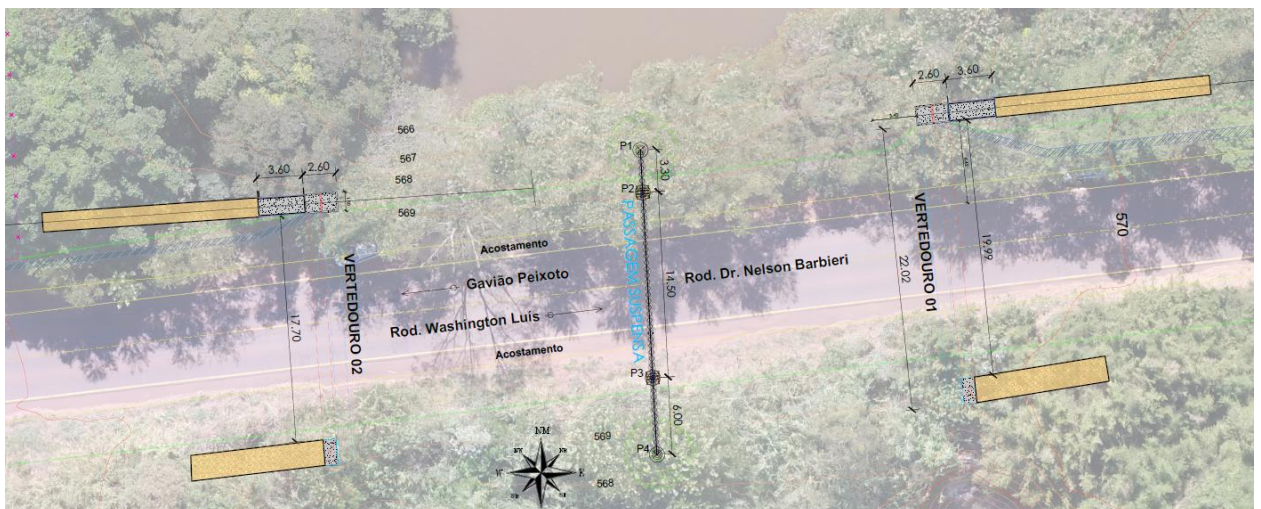 2.60
3.60
566
P1
567
3.30
3.60
2.60
568
P2
569
VERTEDOURO 01
570
PASSAGEM SUSPENSA
Acostamento
19.99
VERTEDOURO 02
22.02
Gavião Peixoto
Rod. Dr. Nelson Barbieri
14.50
17.70
Rod. Washington Luís
Acostamento
P3
6.00
NM
569
P4
W
E
568